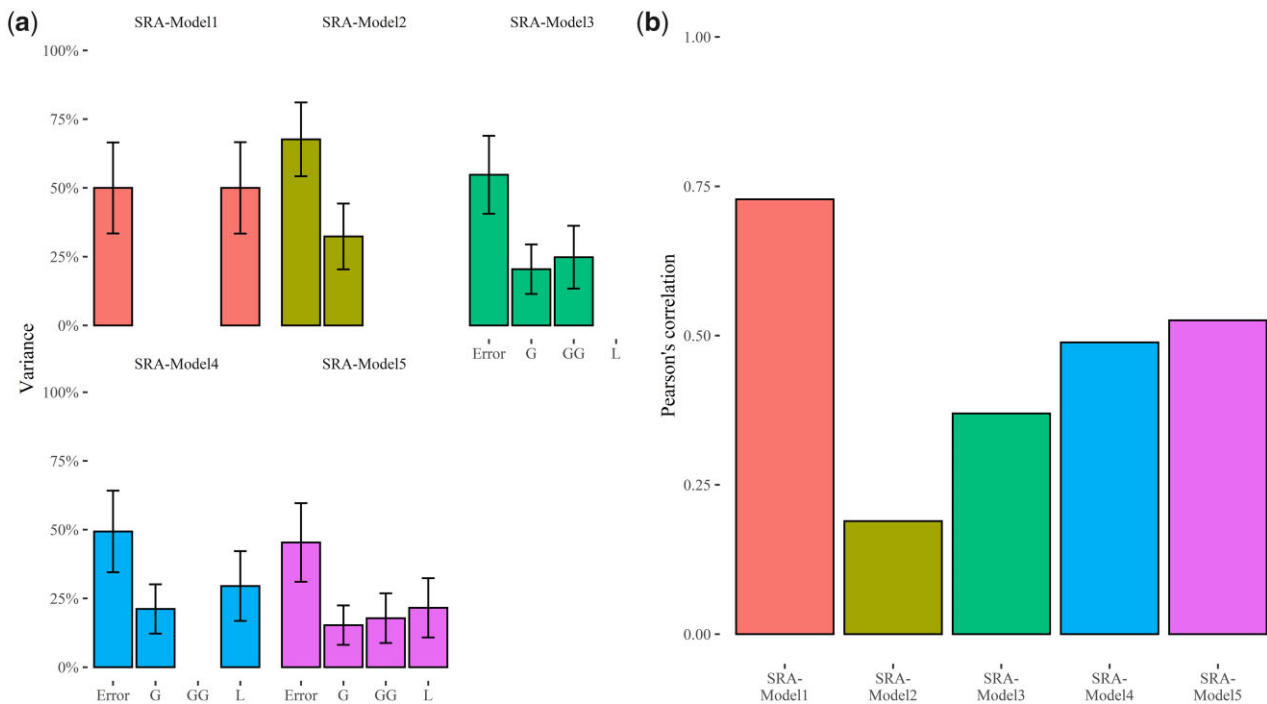 (a)
SRA-Model1
SRA-Model2
SRA-Model3
100%
75%
50%
25%
0%
Error
G
GG
L
Variance
SRA-Model4
SRA-Model5
100%
75%
50%
25%
0%
Error
G
GG
L
Error
G
GG
L
(b)
1.00
0.75
0.50
0.25
0.00
Pearson's correlation
SRA-
Model1
SRA-
Model2
SRA-
Model3
SRA-
Model4
SRA-
Model5